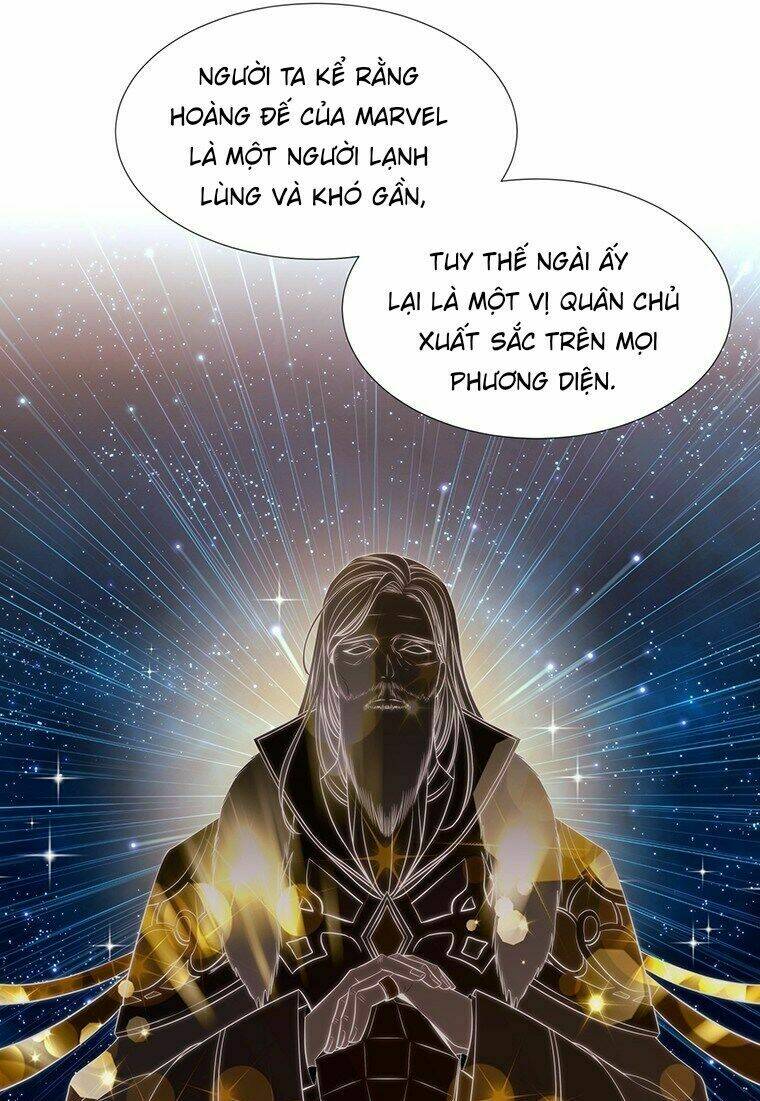 NGƯỜI TA KỂ RẰNG
HOÀNG ĐẾ CỦA MARVEL
LÀ MỘT NGƯỜI LẠNH
LÙNG VÀ KHÓ GẦN,
TUY THẾ NGÀI ẤY
LẠI LÀ MỘT VỊ QUÂN CHỦ
XUẤT SẮC TRÊN MỌI
PHƯƠNG DIỆN.